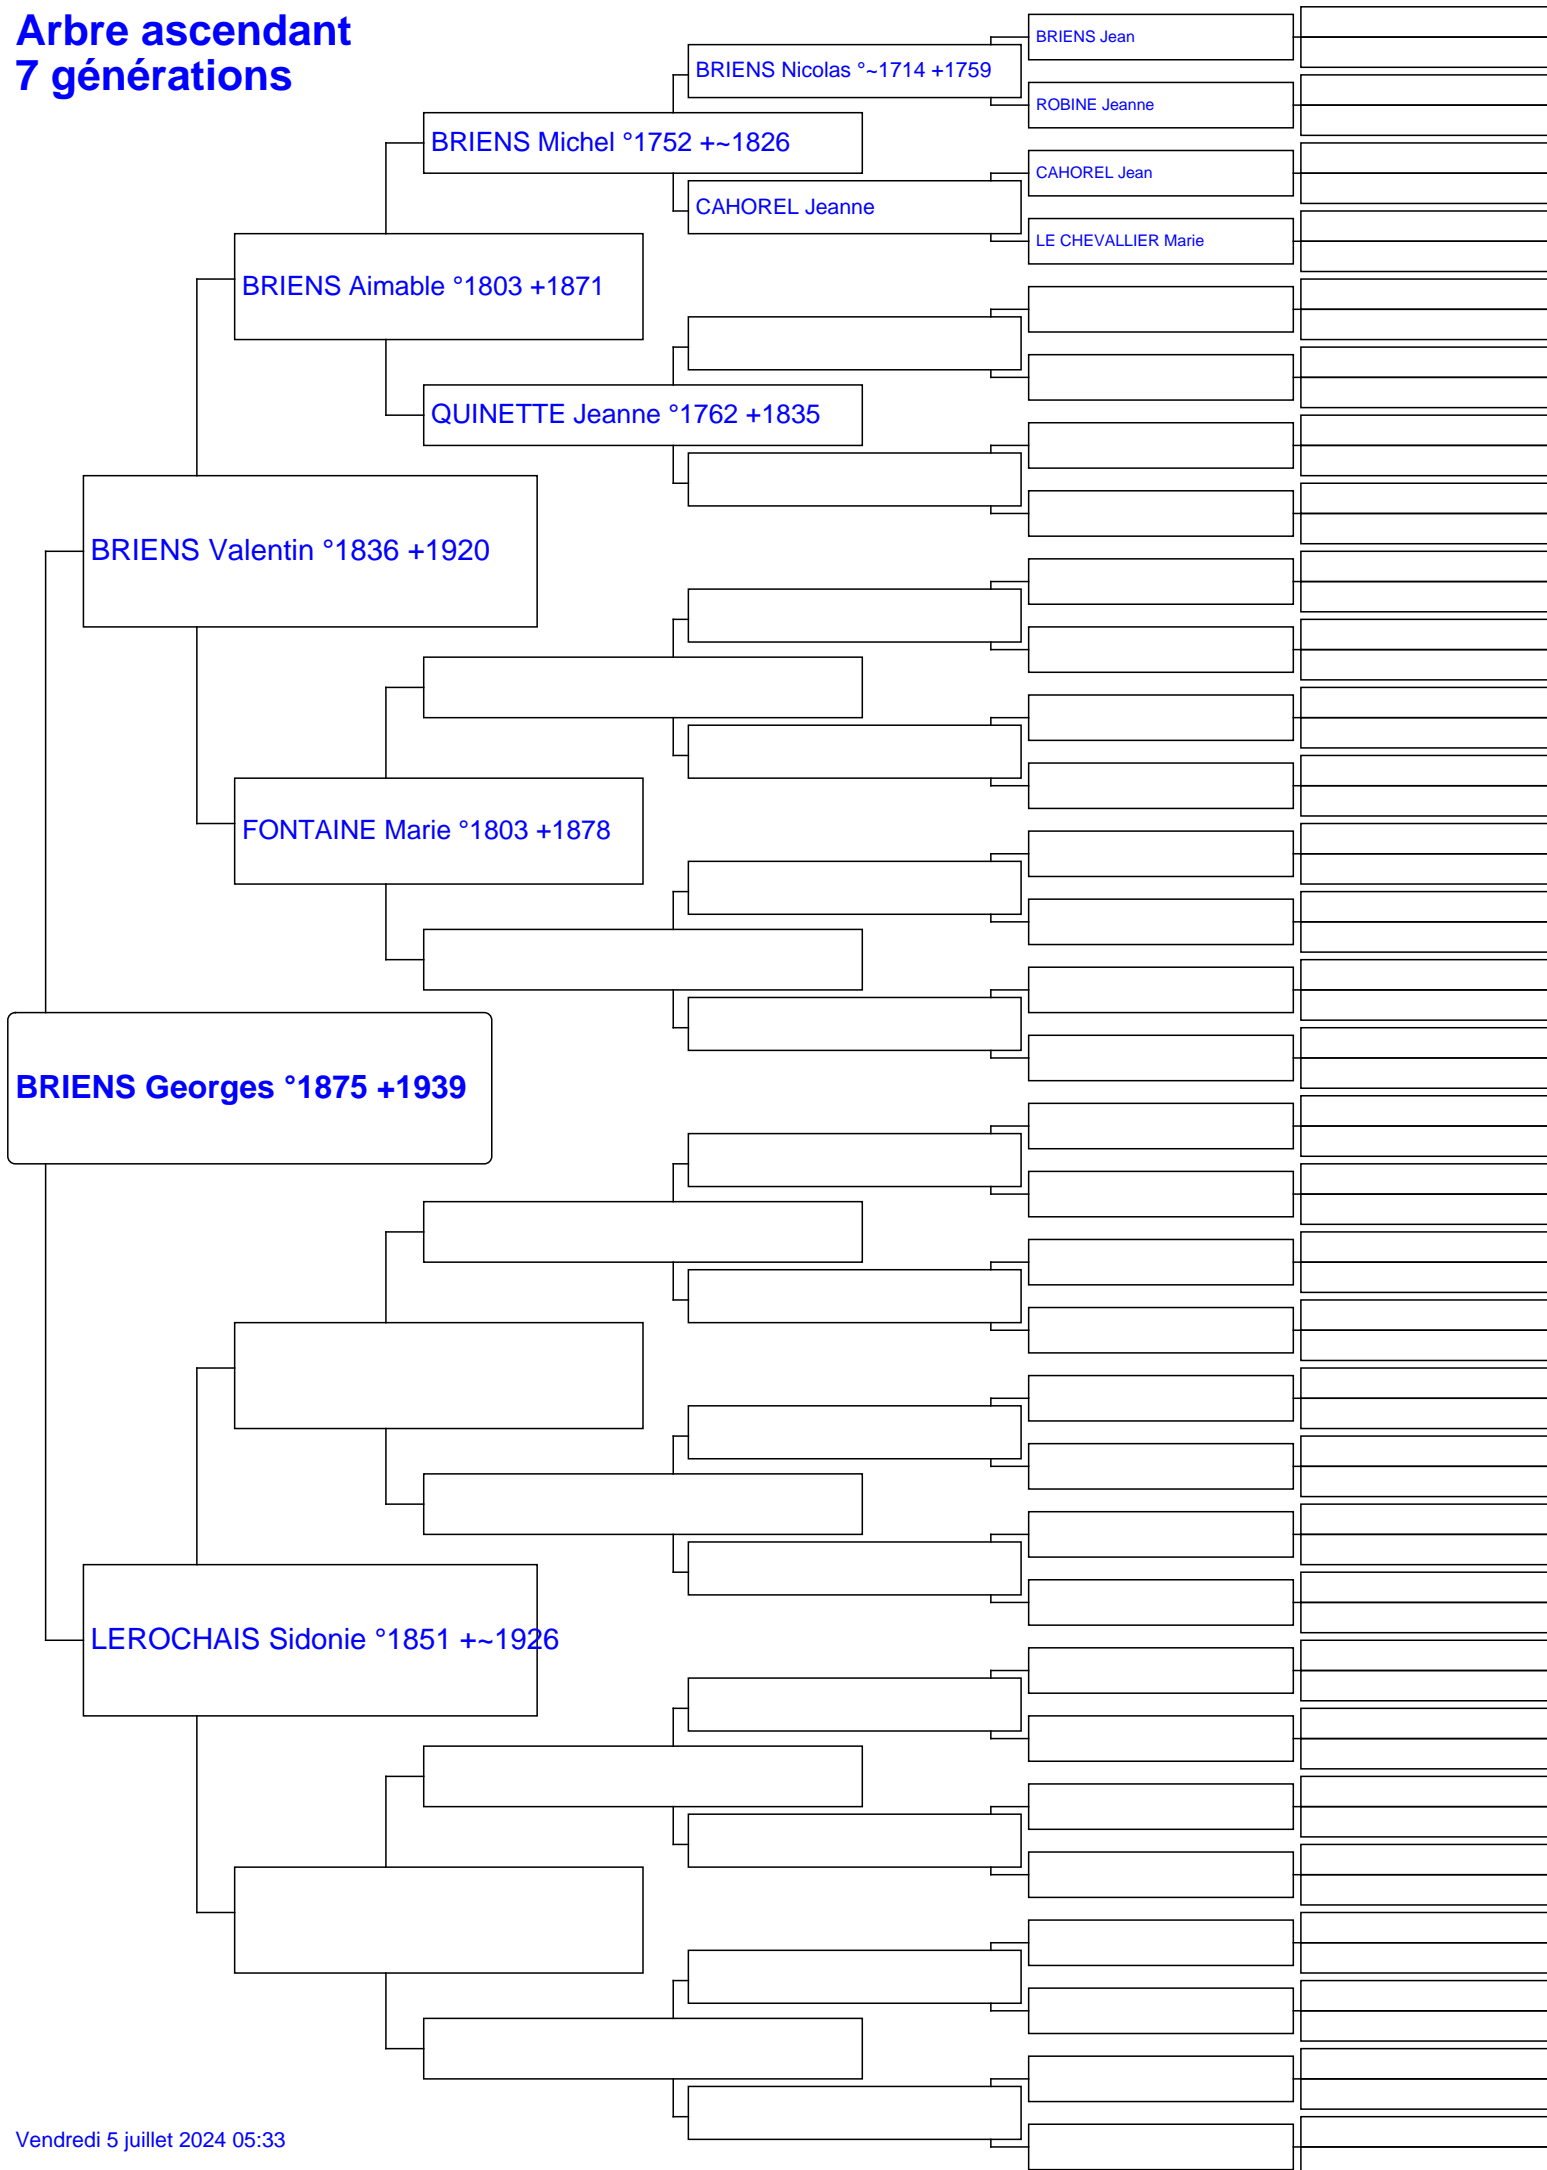 Arbre ascendant
7 générations
BRIENS Jean
BRIENS Nicolas °~1714 +1759
ROBINE Jeanne
BRIENS Michel °1752 +~1826
CAHOREL Jean
CAHOREL Jeanne
LE CHEVALLIER Marie
BRIENS Aimable °1803 +1871
QUINETTE Jeanne °1762 +1835
BRIENS Valentin °1836 +1920
FONTAINE Marie °1803 +1878
BRIENS Georges °1875 +1939
LEROCHAIS Sidonie °1851 +~1926
Vendredi 5 juillet 2024 05:33